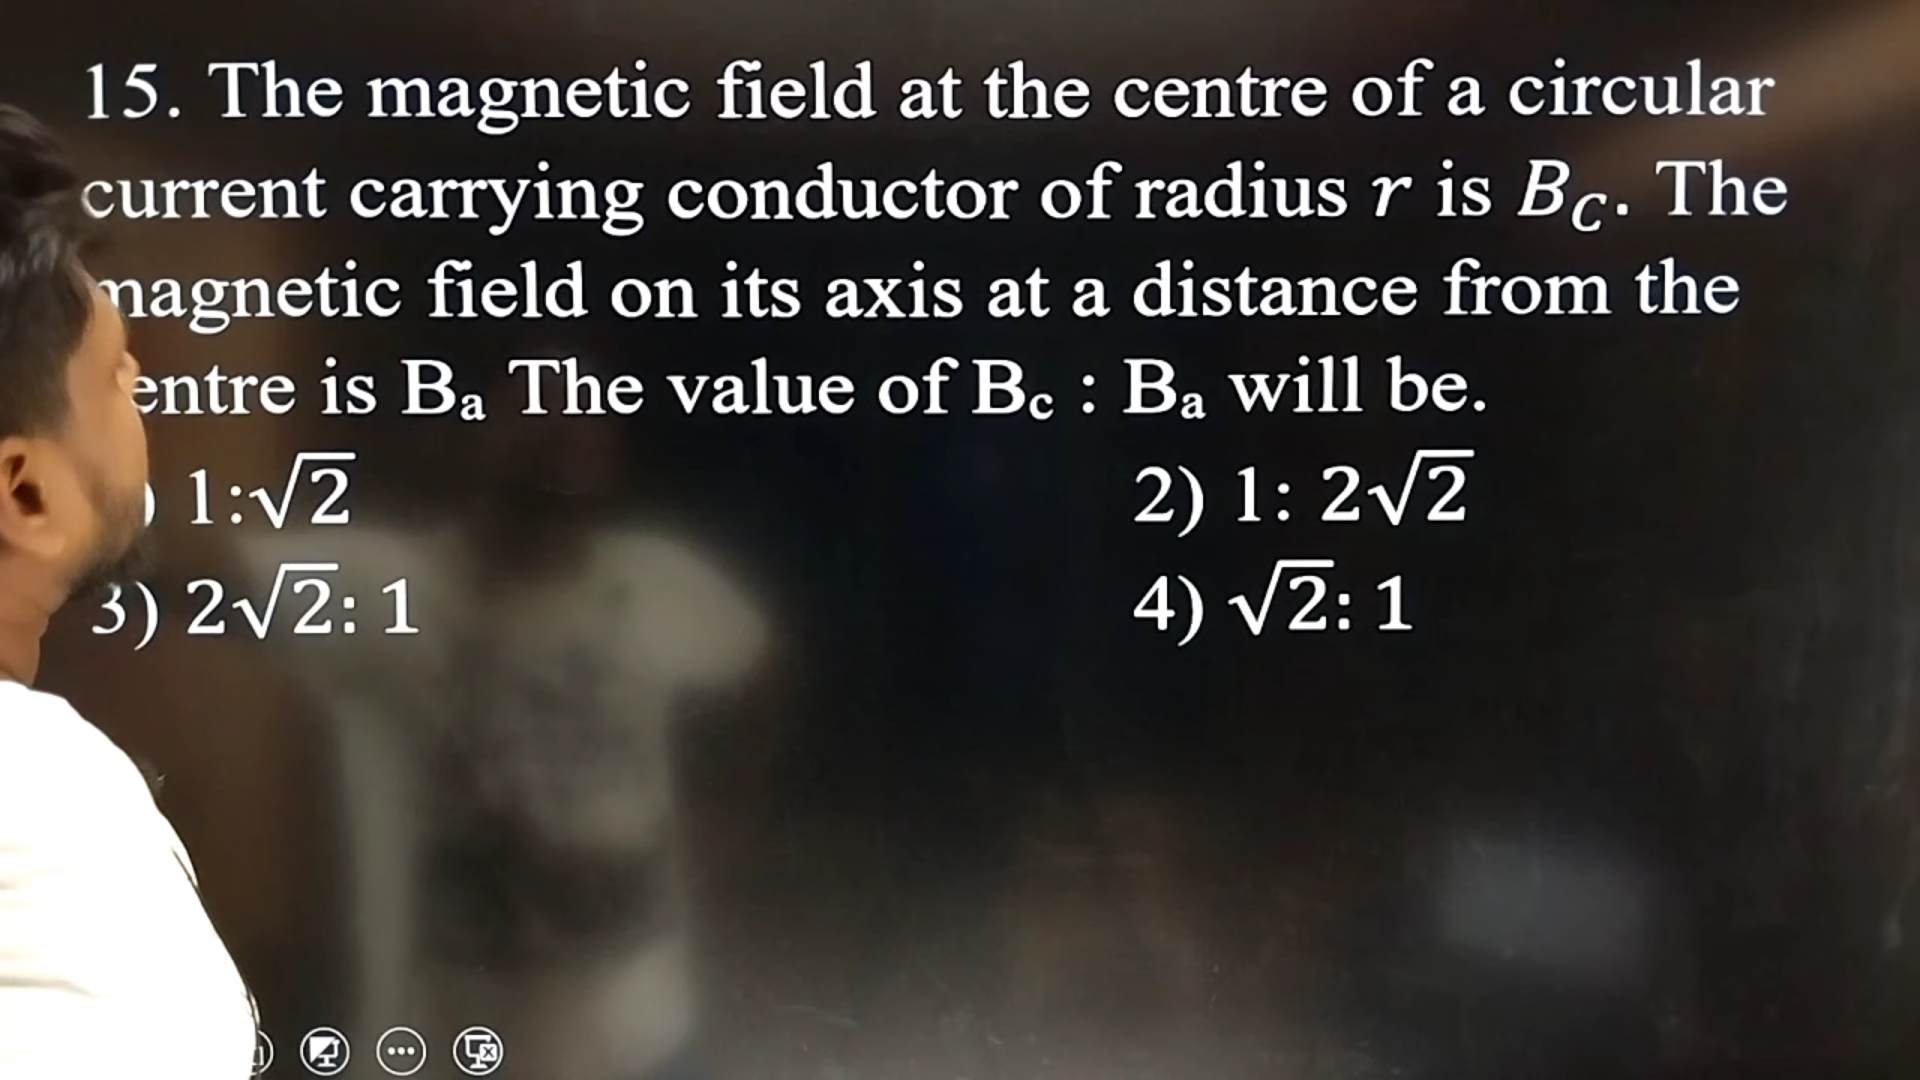 15. The magnetic field at the centre of a circular
current carrying conductor of radius r is B_C. The
magnetic field on its axis at a distance from the
entre is Bₐ The value of B_c : Bₐ will be.
) 1:√2
2) 1: 2√2
3) 2√2: 1
4) √2: 1